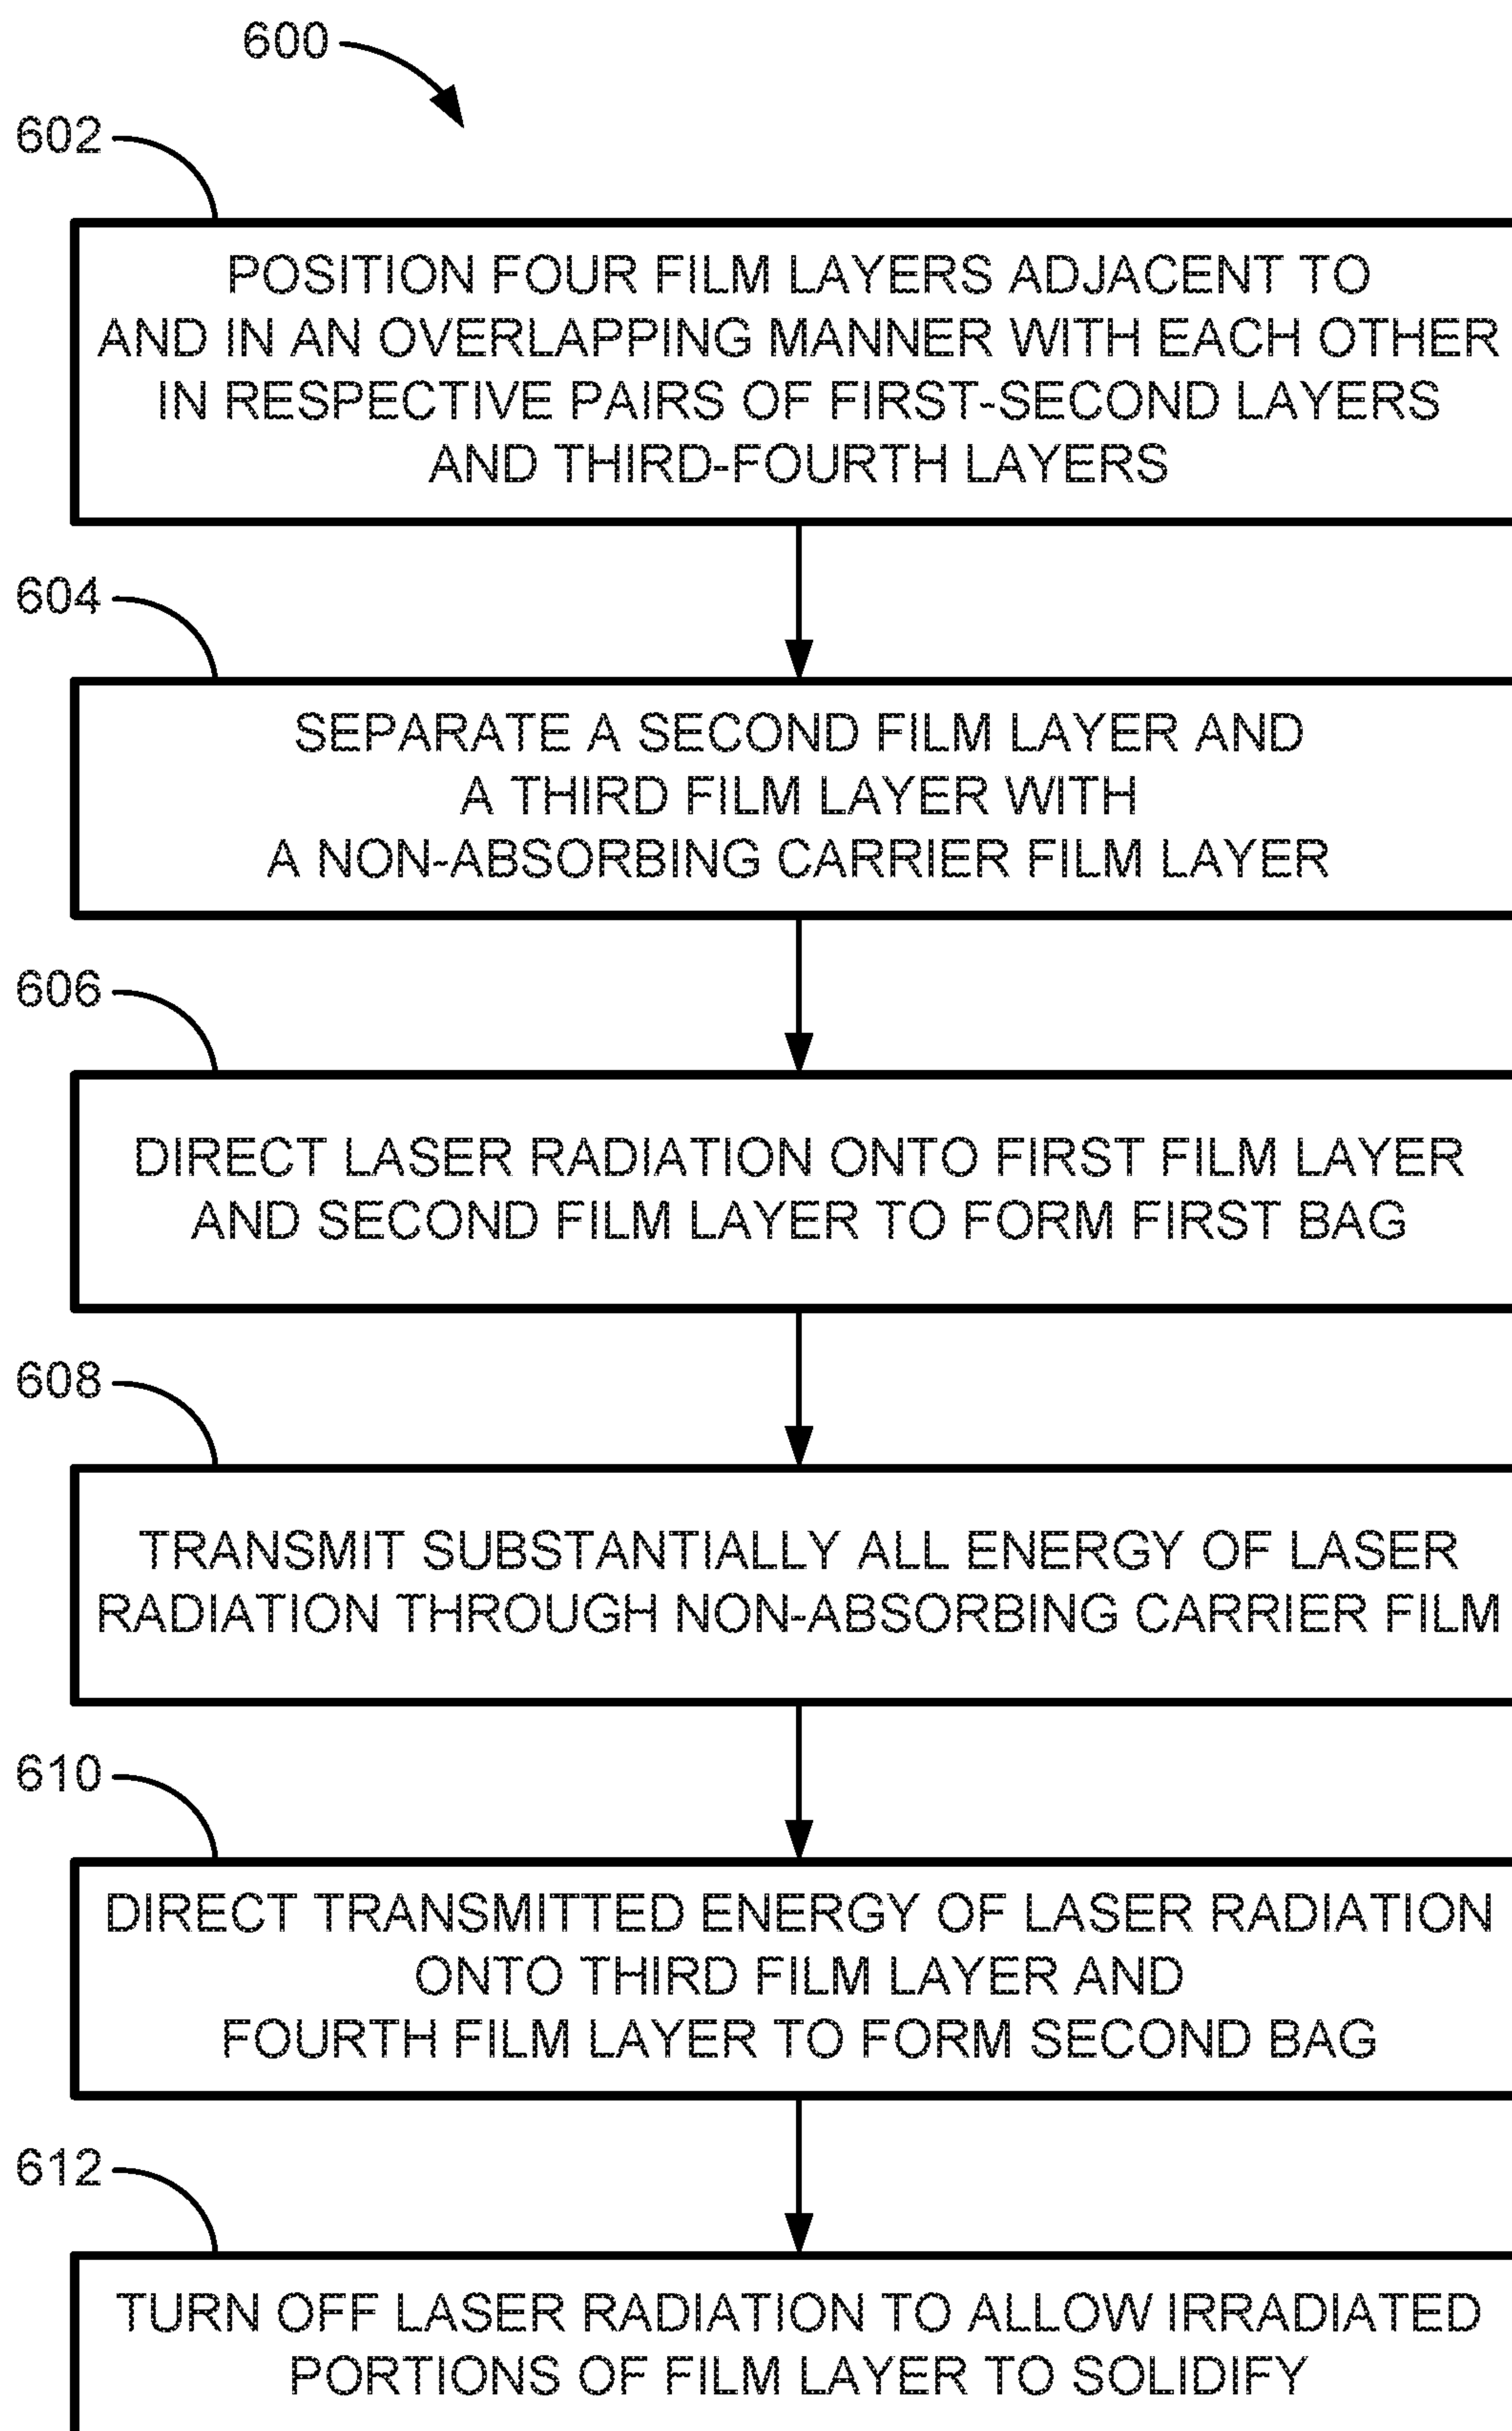 600
602
POSITION FOUR FILM LAYERS ADJACENT TO
AND IN AN OVERLAPPING MANNER WITH EACH OTHER
IN RESPECTIVE PAIRS OF FIRST-SECOND LAYERS
AND THIRD-FOURTH LAYERS
604
SEPARATE A SECOND FILM LAYER AND
A THIRD FILM LAYER WITH
A NON-ABSORBING CARRIER FILM LAYER
606
DIRECT LASER RADIATION ONTO FIRST FILM LAYER
AND SECOND FILM LAYER TO FORM FIRST BAG
608
TRANSMIT SUBSTANTIALLY ALL ENERGY OF LASER
RADIATION THROUGH NON-ABSORBING CARRIER FILM
610
DIRECT TRANSMITTED ENERGY OF LASER RADIATION
ONTO THIRD FILM LAYER AND
FOURTH FILM LAYER TO FORM SECOND BAG
612
TURN OFF LASER RADIATION TO ALLOW IRRADIATED
PORTIONS OF FILM LAYER TO SOLIDIFY